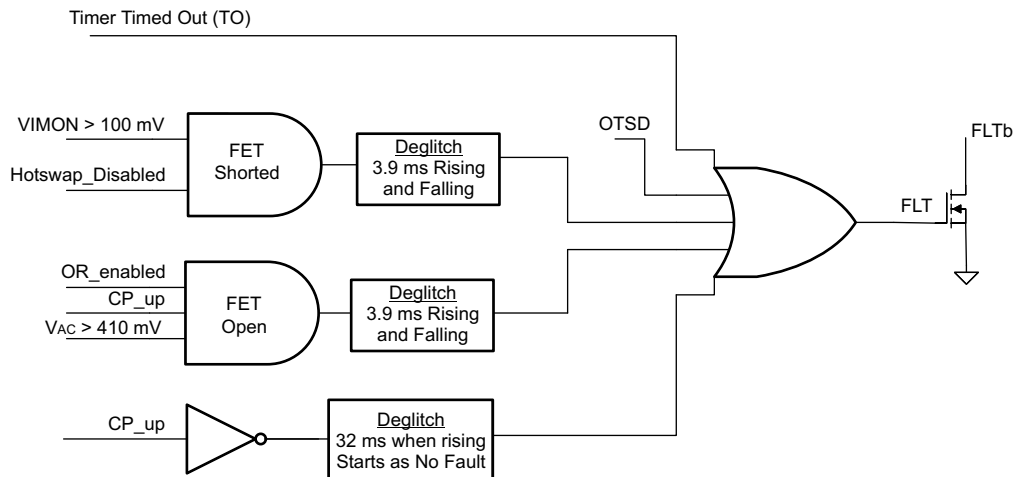 Timer Timed Out (TO)
VIMON > 100 mV
Hotswap_Disabled
FET
Shorted
Deglitch
3.9 ms Rising
and Falling
OTSD
FLTb
FLT
OR_enabled
CP_up
VAC > 410 mV
FET
Open
Deglitch
3.9 ms Rising
and Falling
CP_up
Deglitch
32 ms when rising
Starts as No Fault